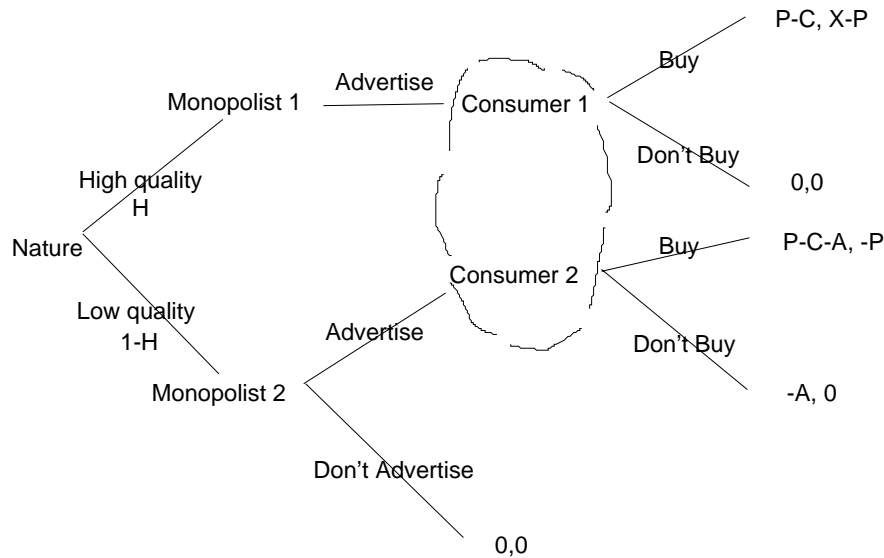 P-C, X-P
Buy
Advertise
Monopolist 1
Consumer 1
Don't Buy
High quality
H
0,0
Nature
Buy
P-C-A, -P
Consumer 2
Low quality
1-H
Advertise
Don't Buy
Monopolist 2
-A, 0
Don't Advertise
0,0